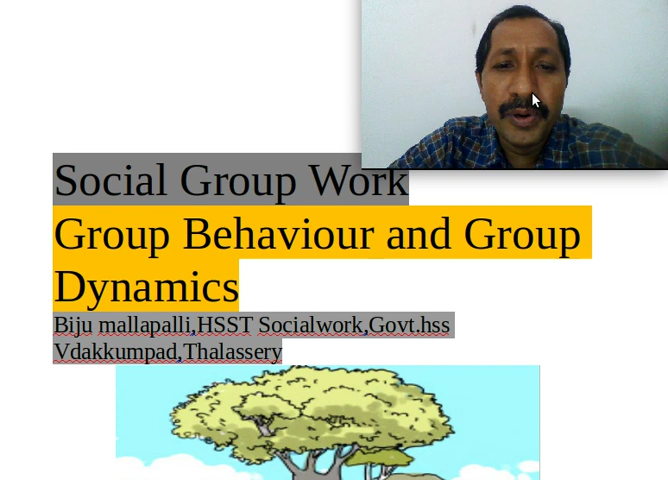 Social Group Work
Group Behaviour and Group
Dynamics
Biju mallapalli,HSST Socialwork,Govt.hss
Vdakkumpad,Thalassery